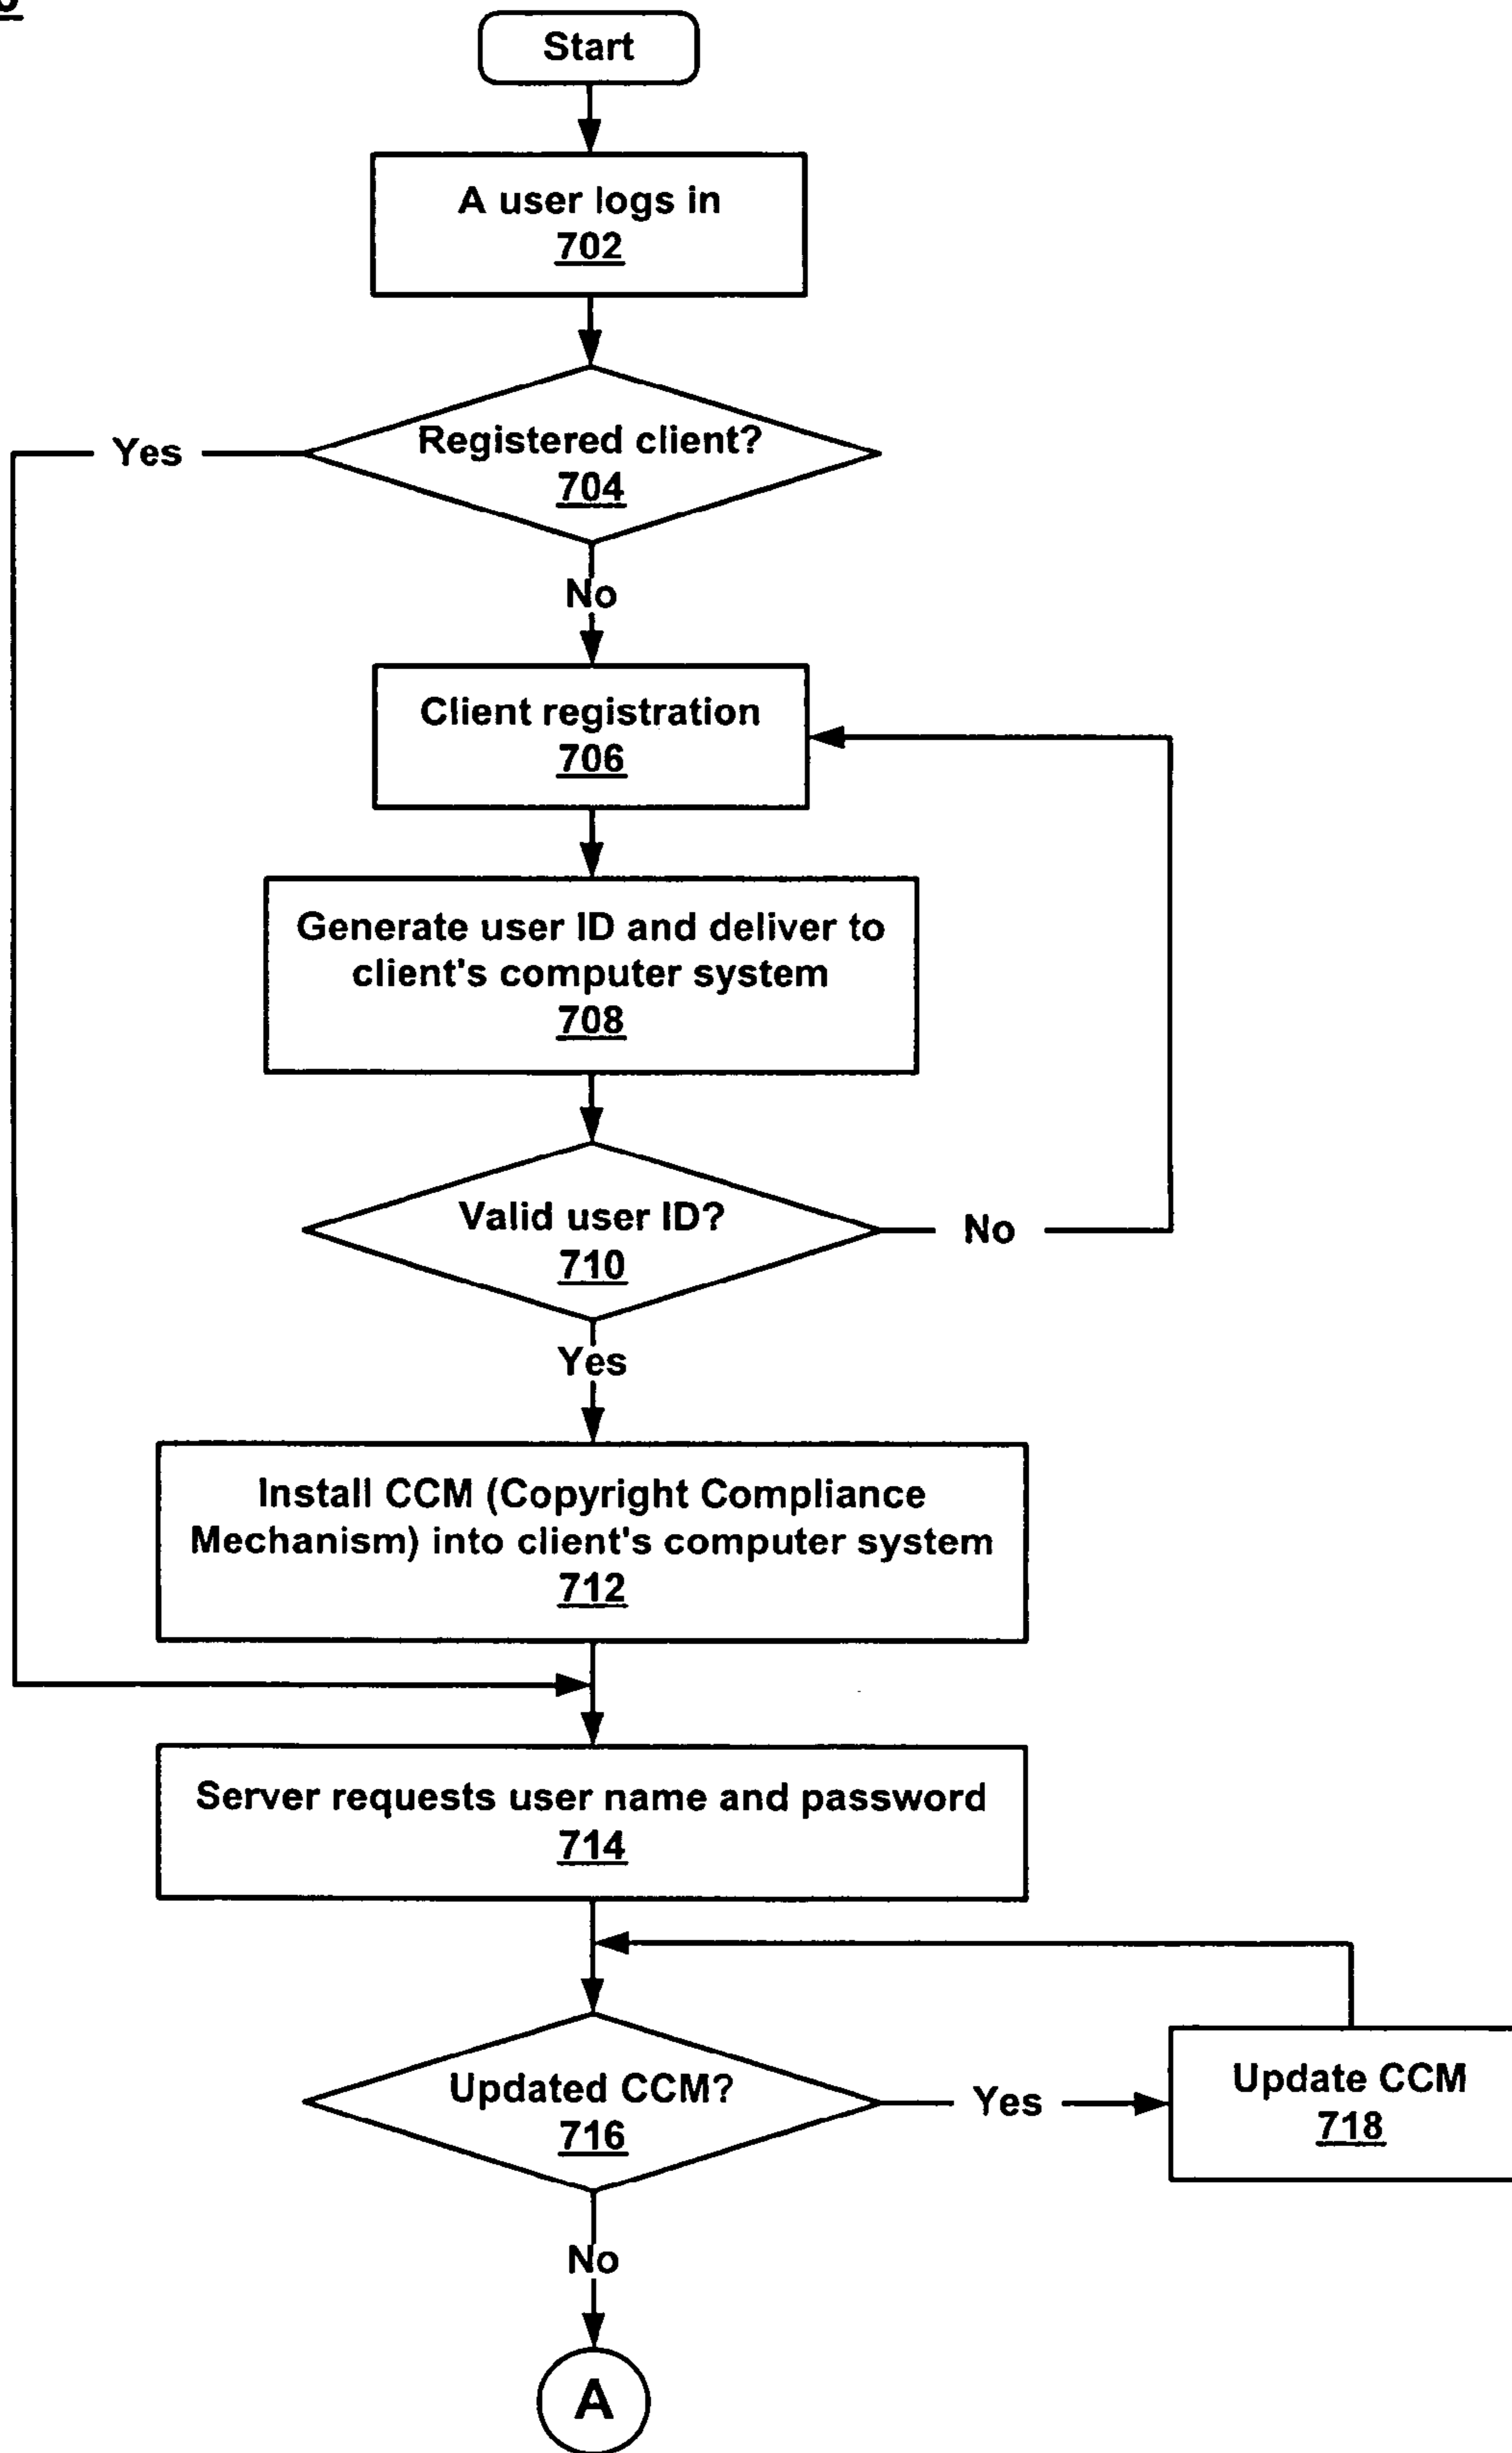 Start
A user logs in
702
Registered client?
704
Yes
No
Client registration
706
Generate user ID and deliver to
client's computer system
708
Valid user ID?
710
No
Yes
Install CCM (Copyright Compliance
Mechanism) into client's computer system
712
Server requests user name and password
714
Updated CCM?
716
Yes
Update CCM
718
No
A